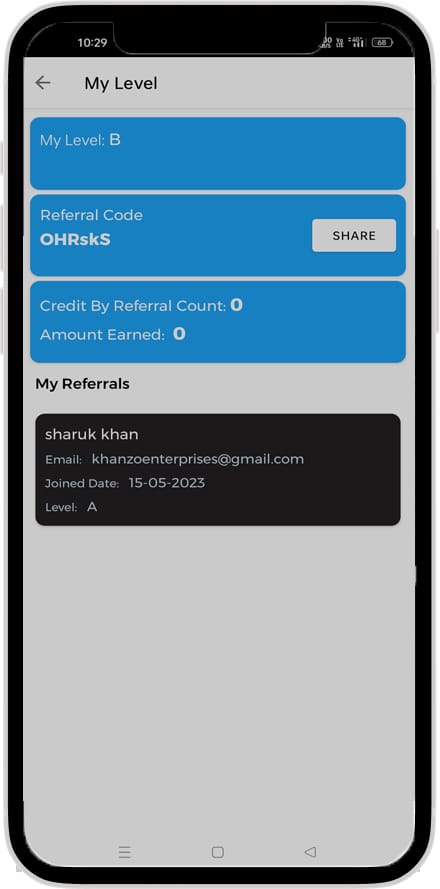 10:29
68
My Level
My Level: B
Referral Code
OHRskS
SHARE
Credit By Referral Count: 0
Amount Earned: 0
My Referrals
sharuk khan
Email: khanzoenterprises@gmail.com
Joined Date: 15-05-2023
Level: A